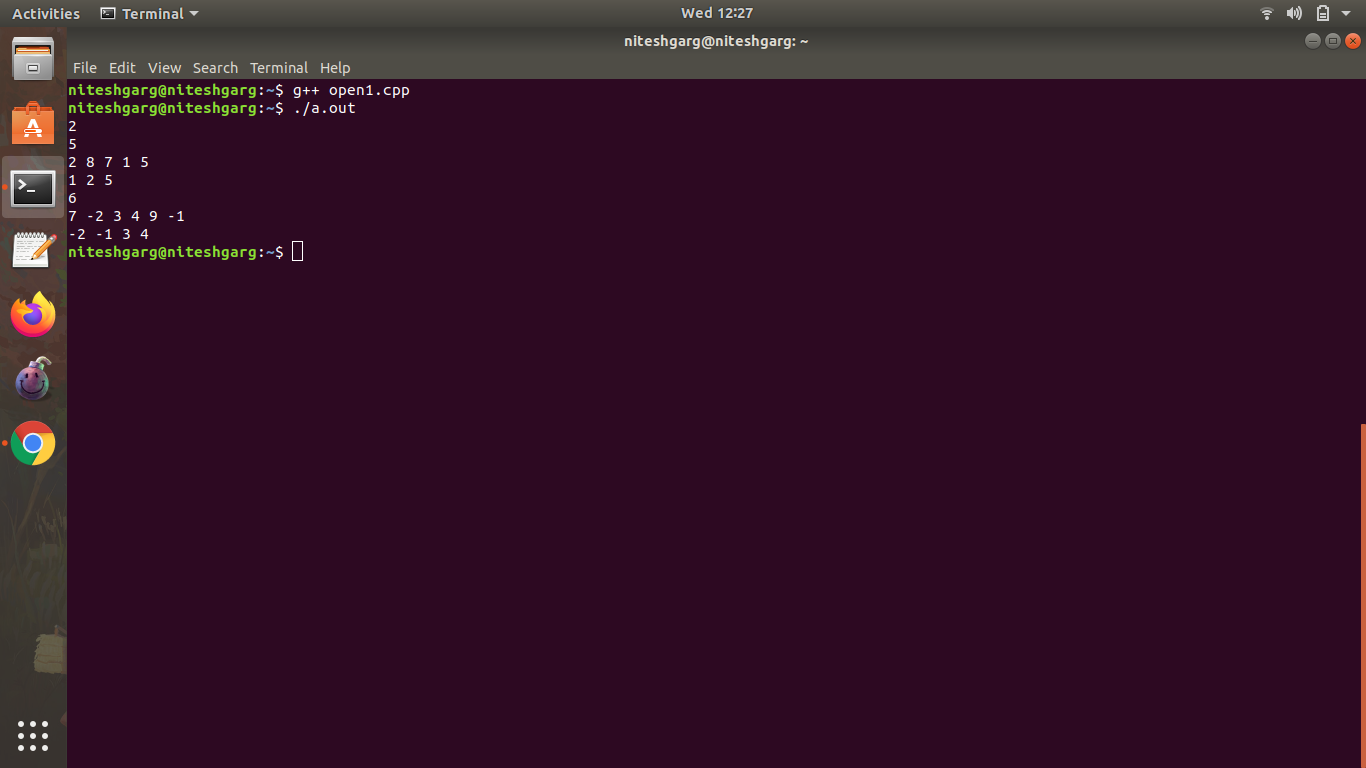 Activities Terminal Wed 12:27
niteshgarg@niteshgarg: ~
File Edit View Search Terminal Help
niteshgarg@niteshgarg:~$ g++ open1.cpp
niteshgarg@niteshgarg:~$ ./a.out
2
5
2 8 7 1 5
1 2 5
6
7 -2 3 4 9 -1
-2 -1 3 4
niteshgarg@niteshgarg:~$